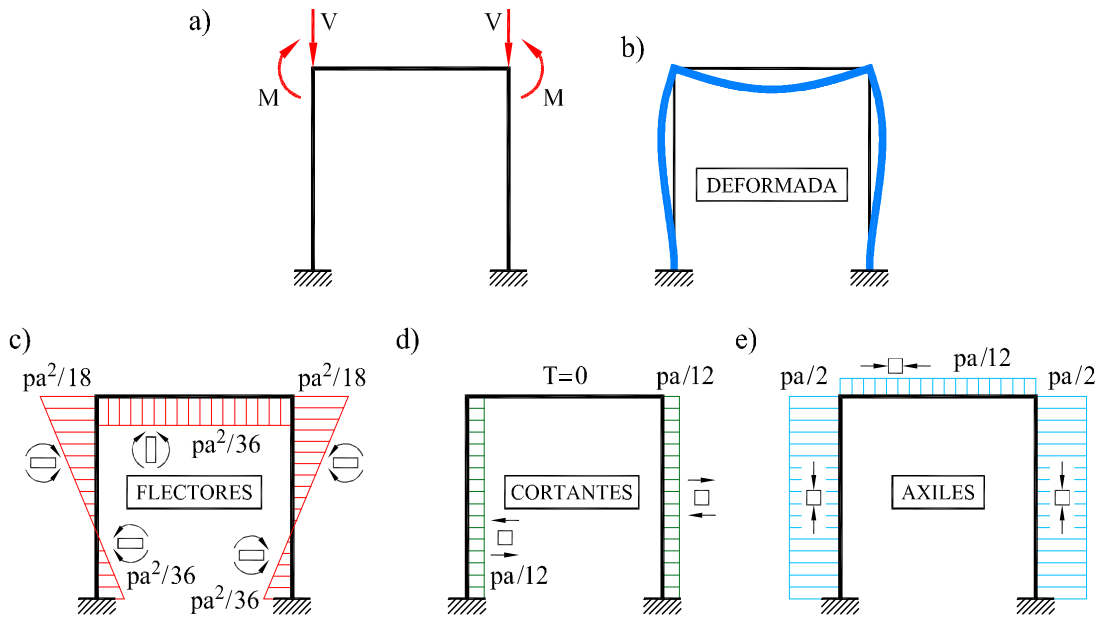 a)
V
V
M
M
b)
DEFORMADA
c)
pa²/18
pa²/18
pa²/36
FLECTORES
pa²/36
pa²/36
d)
T=0
pa/12
CORTANTES
pa/12
e)
pa/12
pa/2
pa/2
AXILES